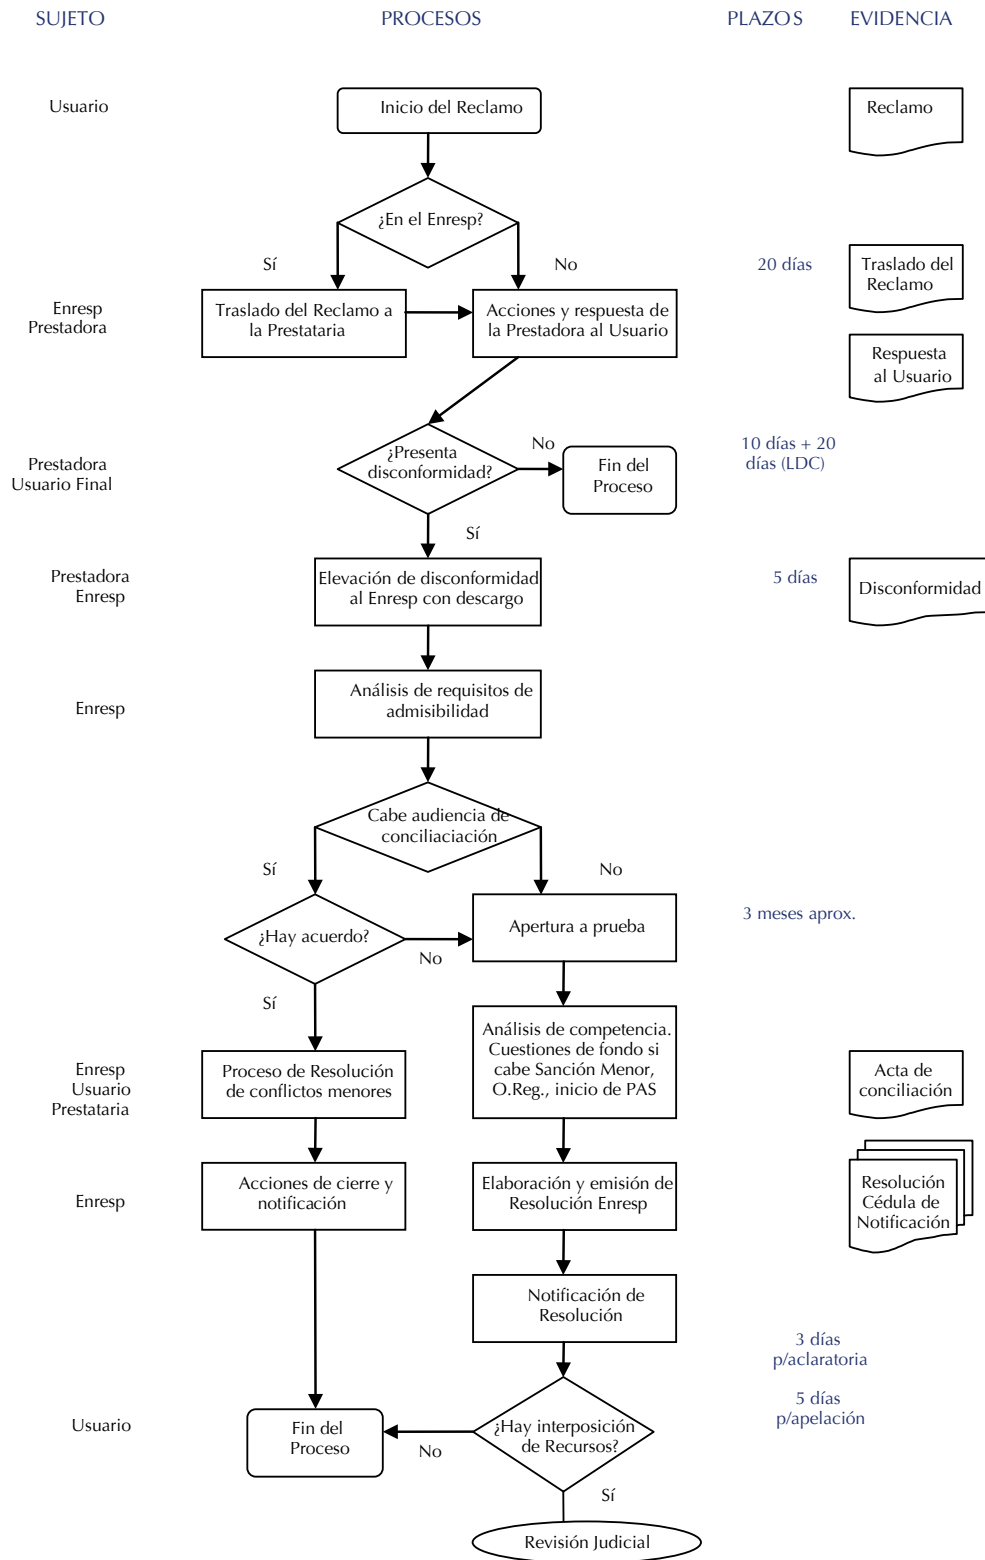 SUJETO
PROCESOS
PLAZOS
EVIDENCIA
Usuario
Inicio del Reclamo
Reclamo
¿En el Enresp?
Sí
No
20 días
Traslado del
Reclamo
Enresp
Prestadora
Traslado del Reclamo a
la Prestataria
Acciones y respuesta de
la Prestadora al Usuario
Respuesta
al Usuario
Prestadora
Usuario Final
¿Presenta
disconformidad?
No
Fin del
Proceso
10 días + 20
días (LDC)
Sí
Prestadora
Enresp
Elevación de disconformidad
al Enresp con descargo
5 días
Disconformidad
Enresp
Análisis de requisitos de
admisibilidad
Cabe audiencia de
conciliaciación
Sí
No
¿Hay acuerdo?
No
Apertura a prueba
3 meses aprox.
Sí
Enresp
Usuario
Prestataria
Proceso de Resolución
de conflictos menores
Análisis de competencia.
Cuestiones de fondo si
cabe Sanción Menor,
O.Reg., inicio de PAS
Acta de
conciliación
Enresp
Acciones de cierre y
notificación
Elaboración y emisión de
Resolución Enresp
Resolución
Cédula de
Notificación
Notificación de
Resolución
3 días
p/aclaratoria
5 días
p/apelación
Usuario
Fin del
Proceso
No
¿Hay interposición
de Recursos?
Sí
Revisión Judicial